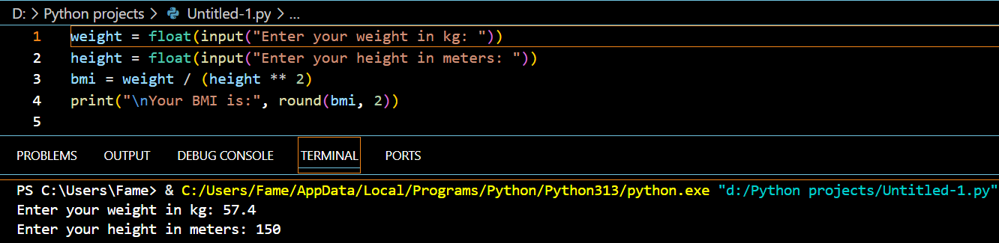 D: > Python projects > Untitled-1.py > ...
1 weight = float(input("Enter your weight in kg: "))
2 height = float(input("Enter your height in meters: "))
3 bmi = weight / (height ** 2)
4 print("\nYour BMI is:", round(bmi, 2))
5
PROBLEMS OUTPUT DEBUG CONSOLE TERMINAL PORTS
PS C:\Users\Fame> & C:/Users/Fame/AppData/Local/Programs/Python/Python313/python.exe "d:/Python projects/Untitled-1.py"
Enter your weight in kg: 57.4
Enter your height in meters: 150